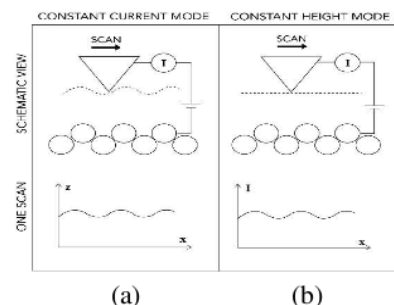 CONSTANT CURRENT MODE
CONSTANT HEIGHT MODE
SCHEMATIC VIEW
SCAN
I
SCAN
I
ONE SCAN
z
x
I
x
(a)
(b)